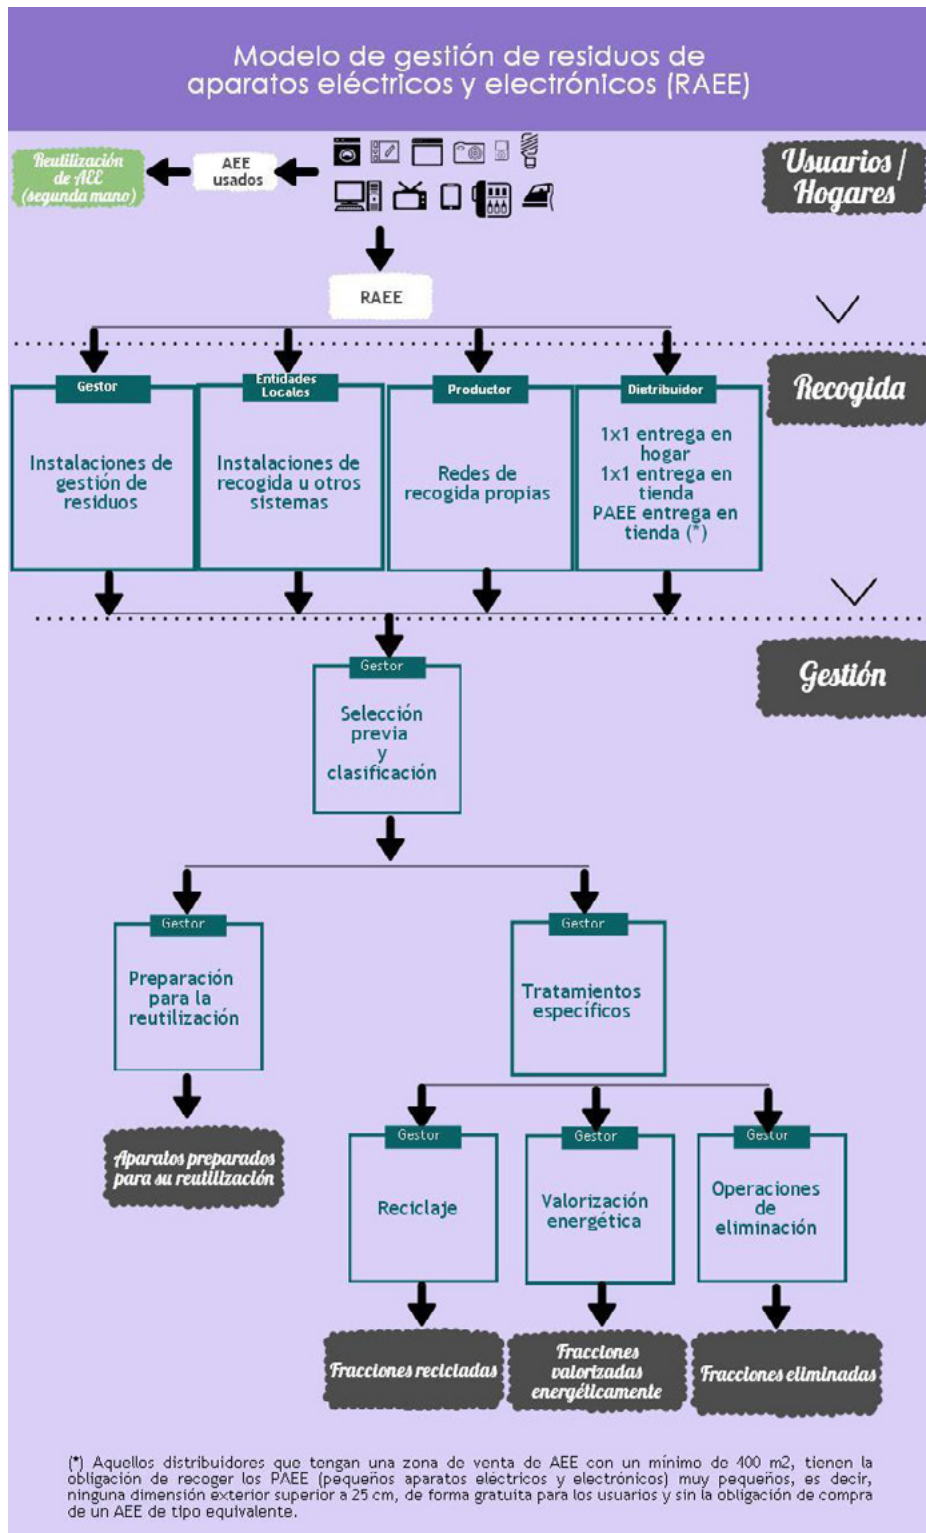 Modelo de gestión de residuos de
aparatos eléctricos y electrónicos (RAEE)
Reutilización
de AEE
(segunda mano)
AEE
usados
Usuarios /
Hogares
RAEE
Recogida
Gestor
Instalaciones de
gestión de
residuos
Entidades
Locales
Instalaciones de
recogida u otros
sistemas
Productor
Redes de
recogida propias
Distribuidor
1x1 entrega en
hogar
1x1 entrega en
tienda
PAEE entrega en
tienda (*)
Gestión
Gestor
Selección
previa
y
clasificación
Gestor
Preparación
para la
reutilización
Gestor
Tratamientos
específicos
Aparatos preparados
para su reutilización
Gestor
Reciclaje
Gestor
Valorización
energética
Gestor
Operaciones
de
eliminación
Fracciones recicladas
Fracciones
valorizadas
energéticamente
Fracciones eliminadas
(*) Aquellos distribuidores que tengan una zona de venta de AEE con un mínimo de 400 m2, tienen la
obligación de recoger los PAEE (pequeños aparatos eléctricos y electrónicos) muy pequeños, es decir,
ninguna dimensión exterior superior a 25 cm, de forma gratuita para los usuarios y sin la obligación de compra
de un AEE de tipo equivalente.